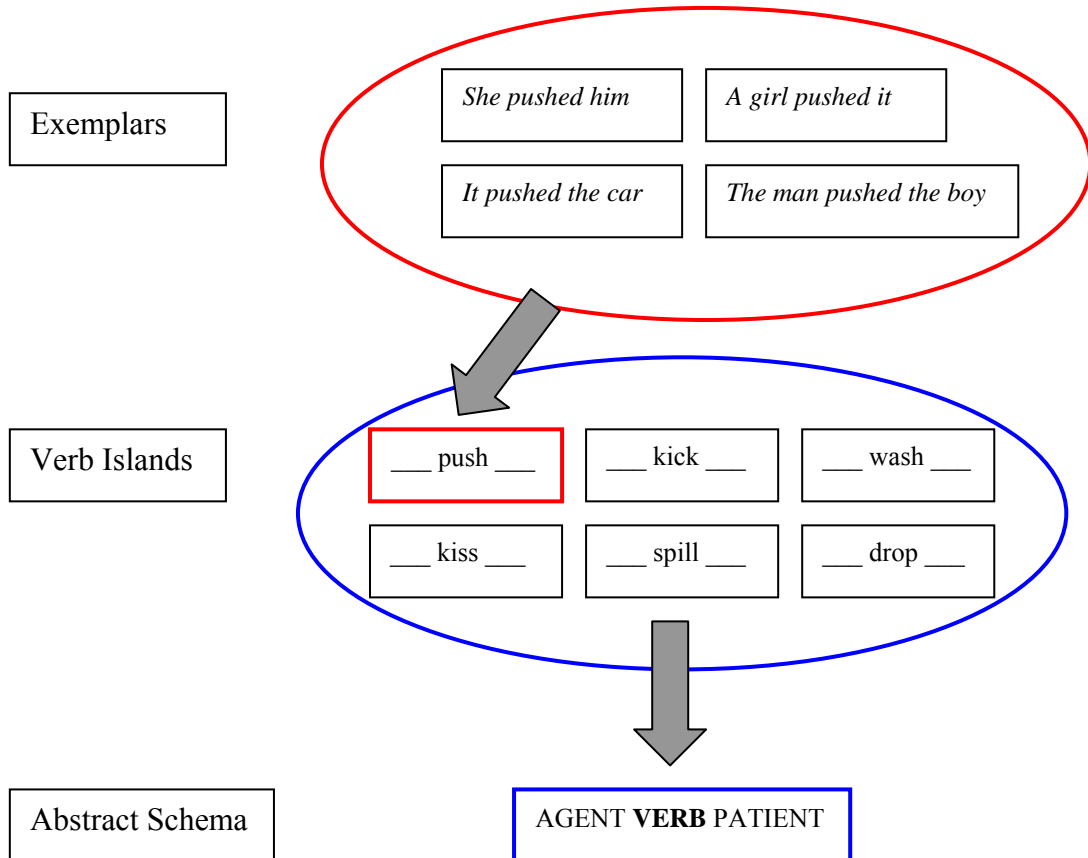 Exemplars
She pushed him
A girl pushed it
It pushed the car
The man pushed the boy
Verb Islands
___ push ___
___ kick ___
___ wash ___
___ kiss ___
___ spill ___
___ drop ___
Abstract Schema
AGENT VERB PATIENT